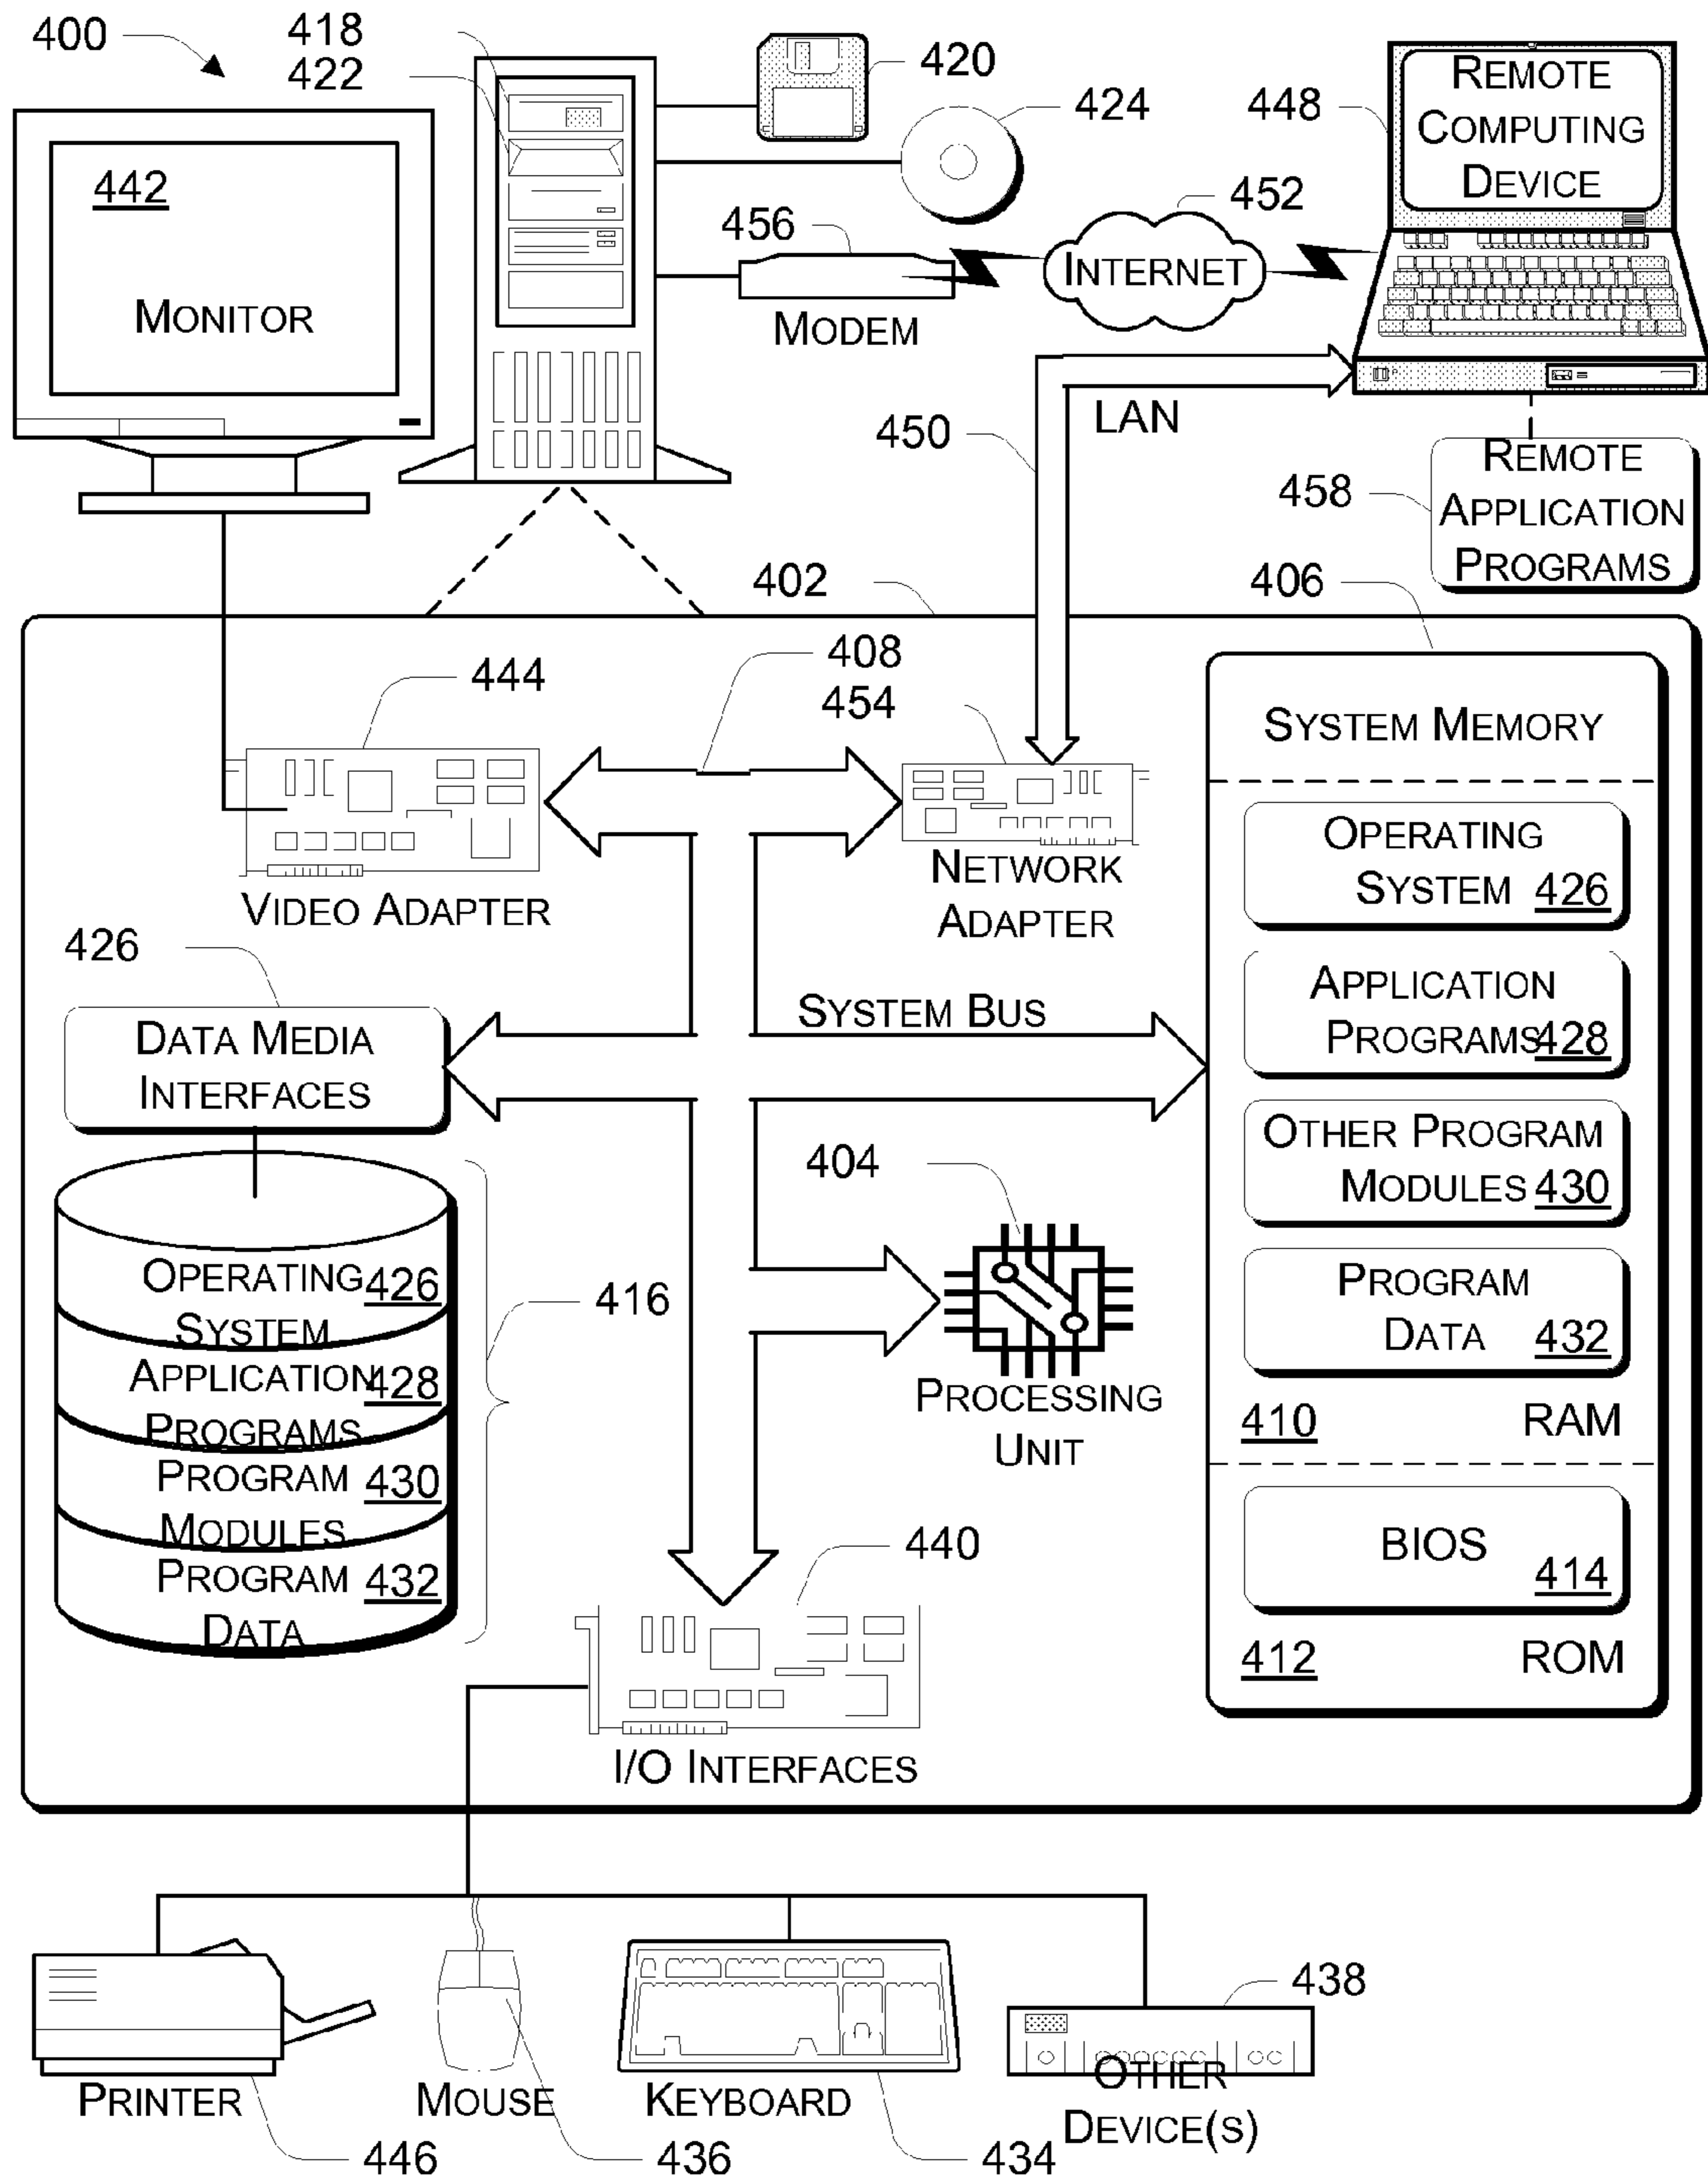 400
418
422
420
424
448
REMOTE
COMPUTING
DEVICE
442
MONITOR
456
MODEM
452
INTERNET
450
LAN
458
REMOTE
APPLICATION
PROGRAMS
402
406
408
444
454
VIDEO ADAPTER
NETWORK
ADAPTER
SYSTEM MEMORY
OPERATING
SYSTEM 426
APPLICATION
PROGRAMS 428
OTHER PROGRAM
MODULES 430
PROGRAM
DATA 432
410 RAM
BIOS
414
412 ROM
426
DATA MEDIA
INTERFACES
SYSTEM BUS
404
PROCESSING
UNIT
OPERATING 426
SYSTEM
APPLICATION 428
PROGRAMS
PROGRAM 430
MODULES
PROGRAM 432
DATA
416
440
I/O INTERFACES
PRINTER
446
MOUSE
436
KEYBOARD
434
438
OTHER
DEVICE(S)